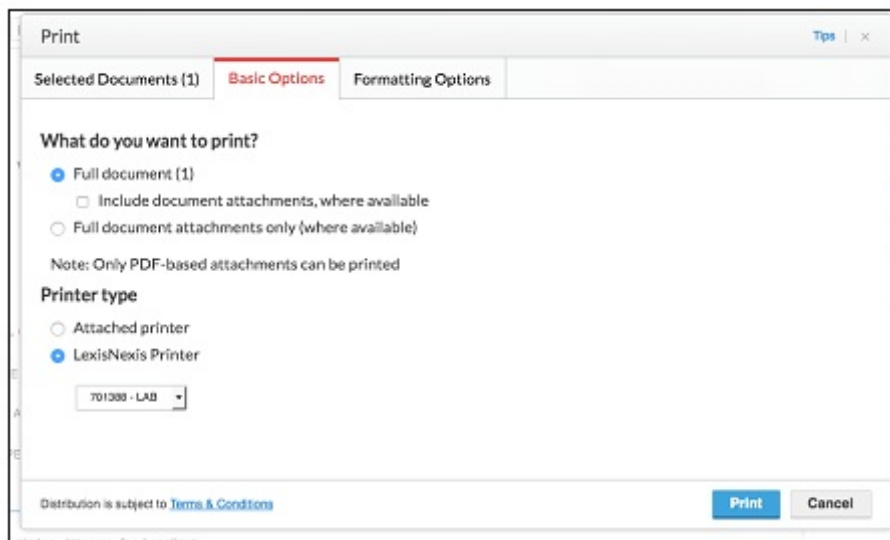 Print
Tips | ×
Selected Documents (1) Basic Options Formatting Options
What do you want to print?
Full document (1)
Include document attachments, where available
Full document attachments only (where available)
Note: Only PDF-based attachments can be printed
Printer type
Attached printer
LexisNexis Printer
701388 - LAB
Distribution is subject to Terms & Conditions
Print Cancel